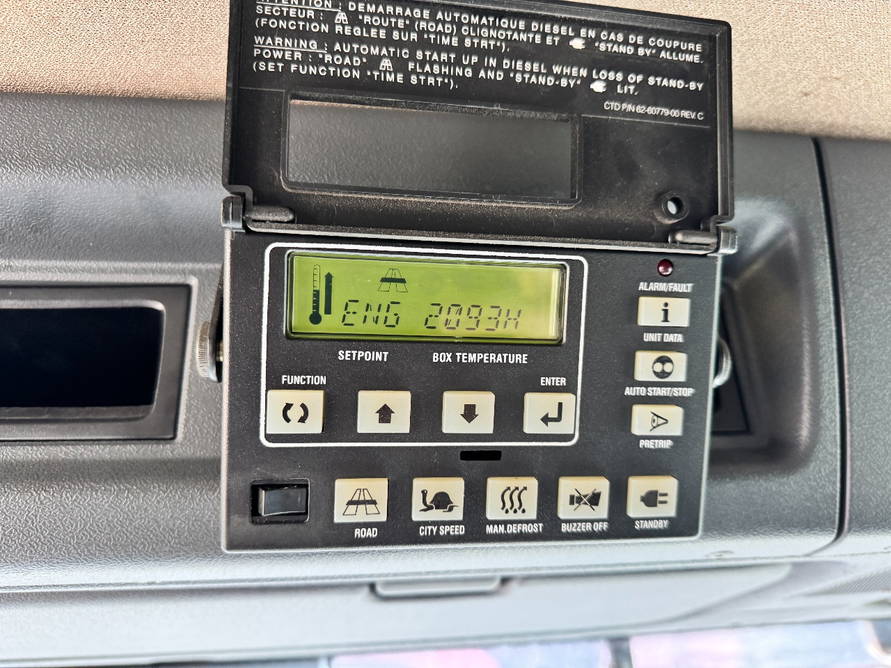 ATTENTION : DEMARRAGE AUTOMATIQUE DIESEL EN CAS DE COUPURE
SECTEUR : "ROUTE" (ROAD) CLIGNOTANTE ET "STAND BY" ALLUME.
(FONCTION REGLEE SUR "TIME STRT").
WARNING : AUTOMATIC START UP IN DIESEL WHEN LOSS OF STAND-BY
POWER : "ROAD" FLASHING AND "STAND-BY" LIT.
(SET FUNCTION "TIME STRT").
CTD P/N 62-60779-00 REV. C
ENG 2093H
SETPOINT
BOX TEMPERATURE
FUNCTION
ENTER
ALARM/FAULT
i
UNIT DATA
AUTO START/STOP
PRETRIP
ROAD
CITY SPEED
MAN.DEFROST
BUZZER OFF
STANDBY